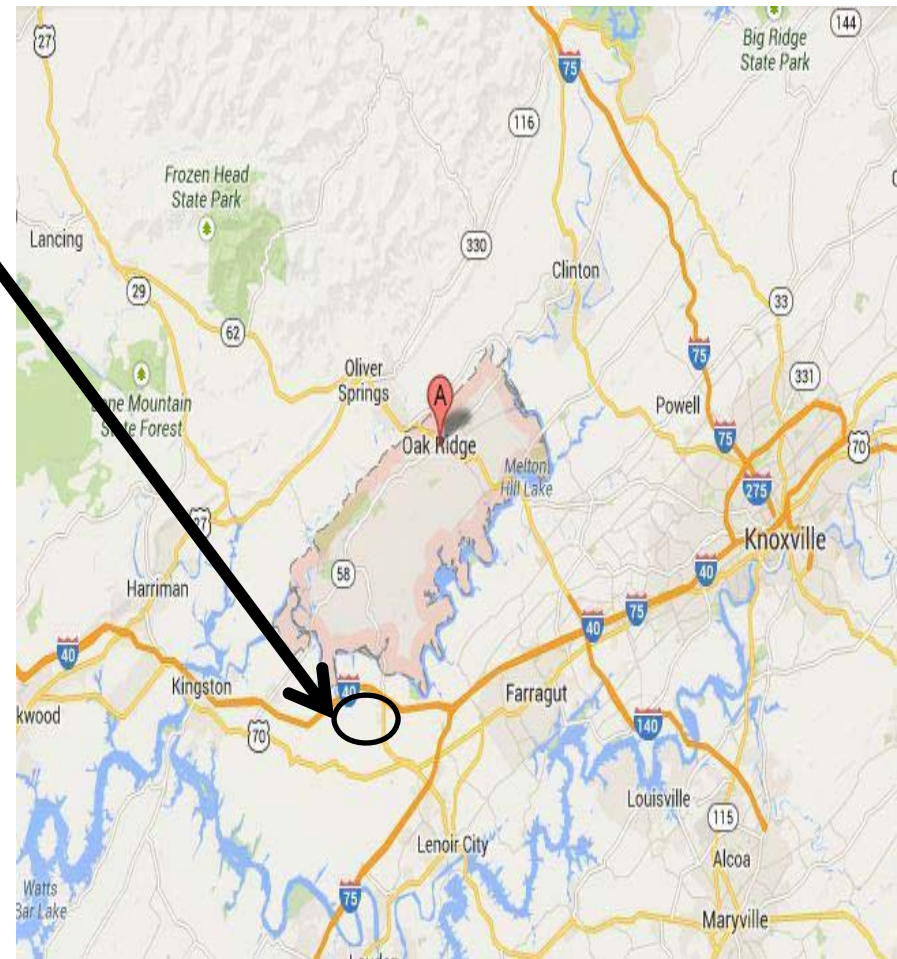 27
144
Big Ridge
State Park
75
116
Frozen Head
State Park
Lancing
330
Clinton
29
33
62
75
Oliver
Springs
331
A
Powell
State Forest
Mountain
Oak Ridge
75
70
Melton
Hill Lake
275
27
Knoxville
58
40
Harriman
75
40
40
Kingston
40
Farragut
kwood
70
140
Louisville
115
Lenoir City
Alcoa
Watts
Bar Lake
75
Maryville